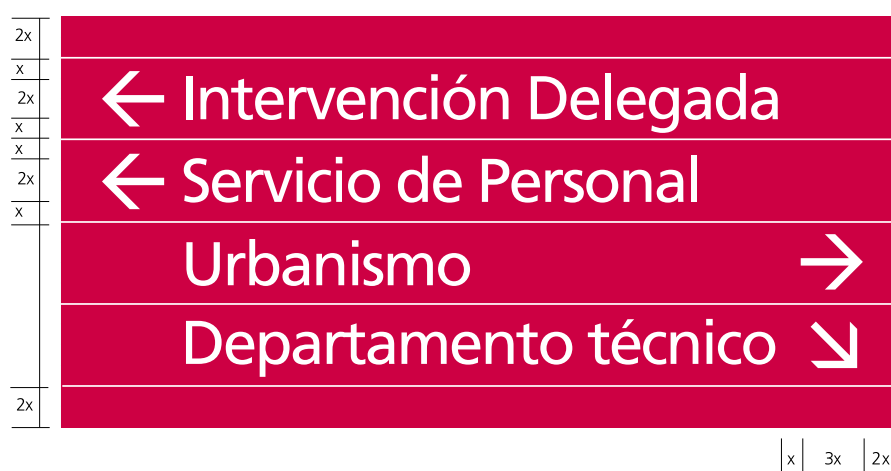 2x
x
2x
x
x
2x
x
2x
← Intervención Delegada
← Servicio de Personal
Urbanismo →
Departamento técnico ↘
x 3x 2x